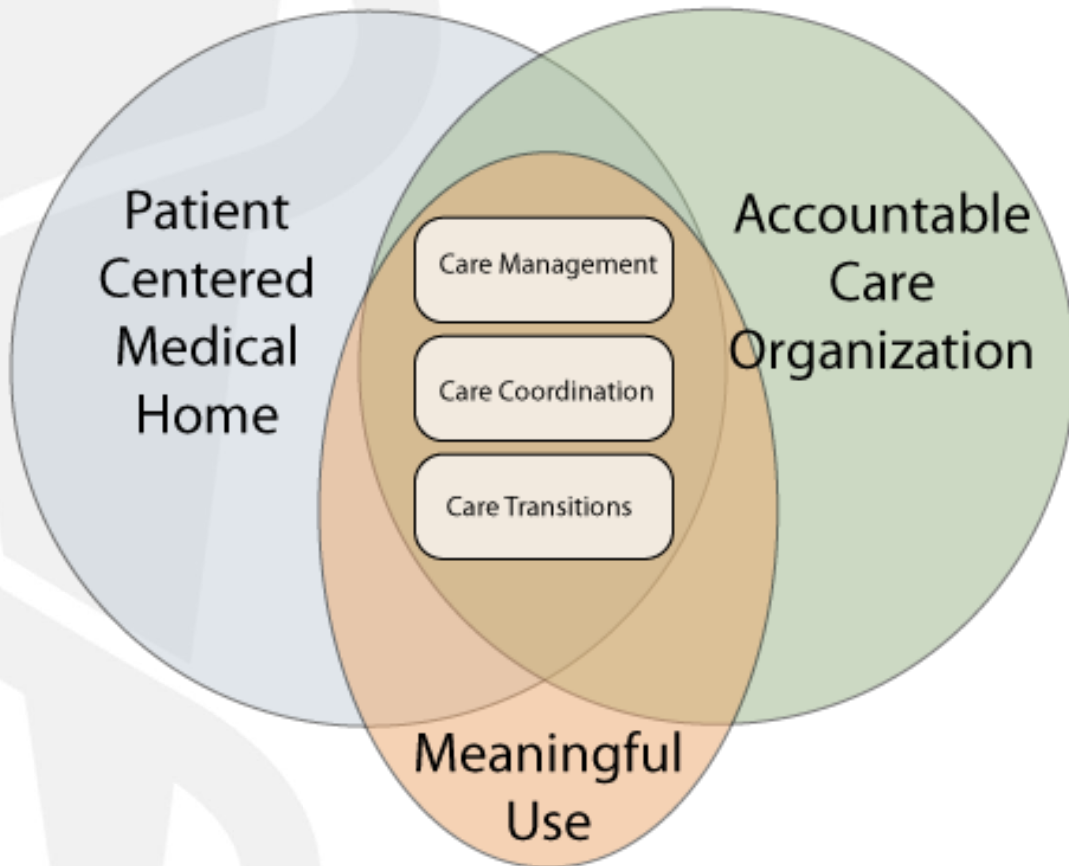 Patient
Centered
Medical
Home
Accountable
Care
Organization
Care Management
Care Coordination
Care Transitions
Meaningful
Use